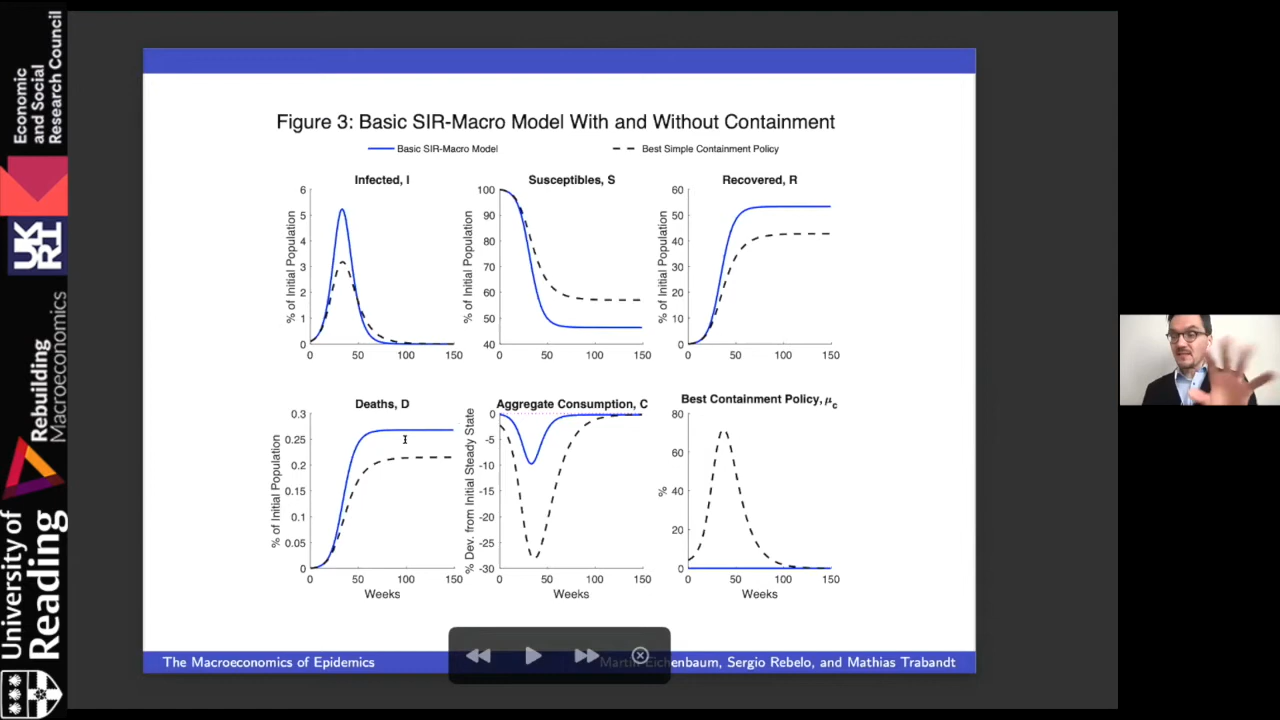 Economic
and Social
Research Council
UK
RI
Rebuilding
Macroeconomics
University of
Reading
Figure 3: Basic SIR-Macro Model With and Without Containment
Basic SIR-Macro Model
Best Simple Containment Policy
Infected, I
% of Initial Population
6
5
4
3
2
1
0
0 50 100 150
Susceptibles, S
% of Initial Population
100
90
80
70
60
50
40
0 50 100 150
Recovered, R
% of Initial Population
60
50
40
30
20
10
0
0 50 100 150
Deaths, D
% of Initial Population
0.3
0.25
0.2
0.15
0.1
0.05
0
0 50 100 150
Weeks
Aggregate Consumption, C
% Dev. from Initial Steady State
0
-5
-10
-15
-20
-25
-30
0 50 100 150
Weeks
Best Containment Policy, μc
%
80
60
40
20
0
0 50 100 150
Weeks
The Macroeconomics of Epidemics
Martin Eichenbaum, Sergio Rebelo, and Mathias Trabandt